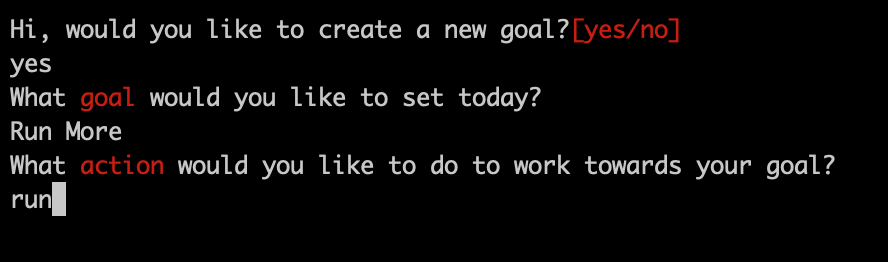 Hi, would you like to create a new goal?[yes/no]
yes
What goal would you like to set today?
Run More
What action would you like to do to work towards your goal?
run